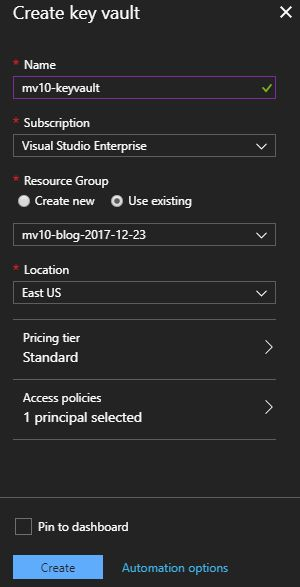 Create key vault
* Name
mv10-keyvault
* Subscription
Visual Studio Enterprise
* Resource Group
Create new Use existing
mv10-blog-2017-12-23
* Location
East US
Pricing tier
Standard
Access policies
1 principal selected
Pin to dashboard
Create Automation options